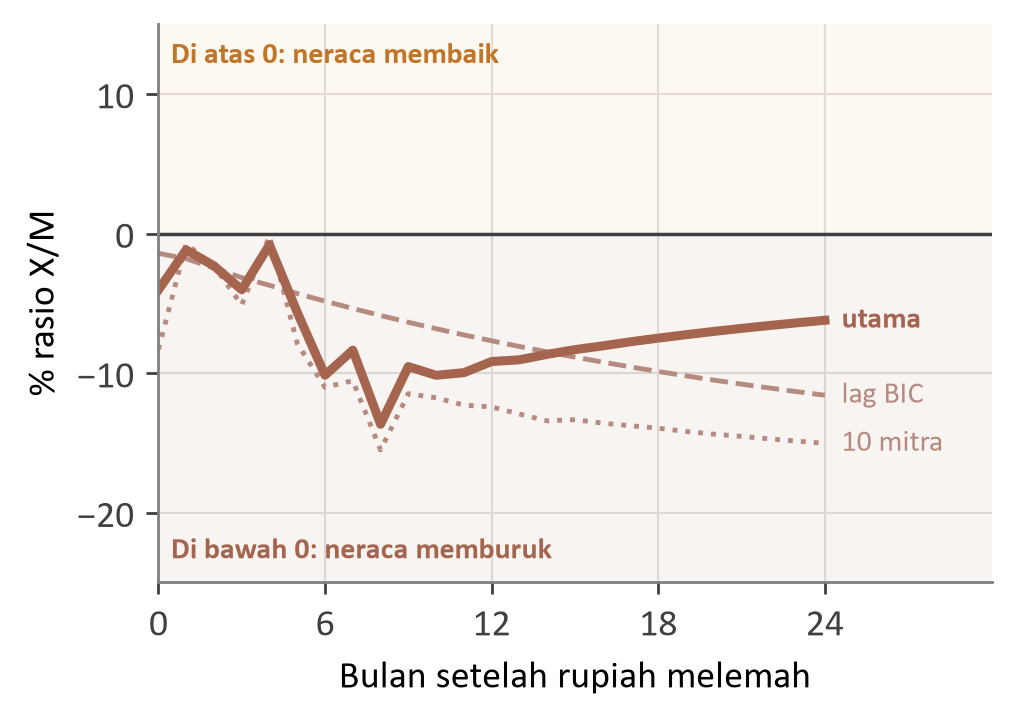 Di atas 0: neraca membaik
10
0
−10
−20
% rasio X/M
utama
lag BIC
10 mitra
Di bawah 0: neraca memburuk
0 6 12 18 24
Bulan setelah rupiah melemah